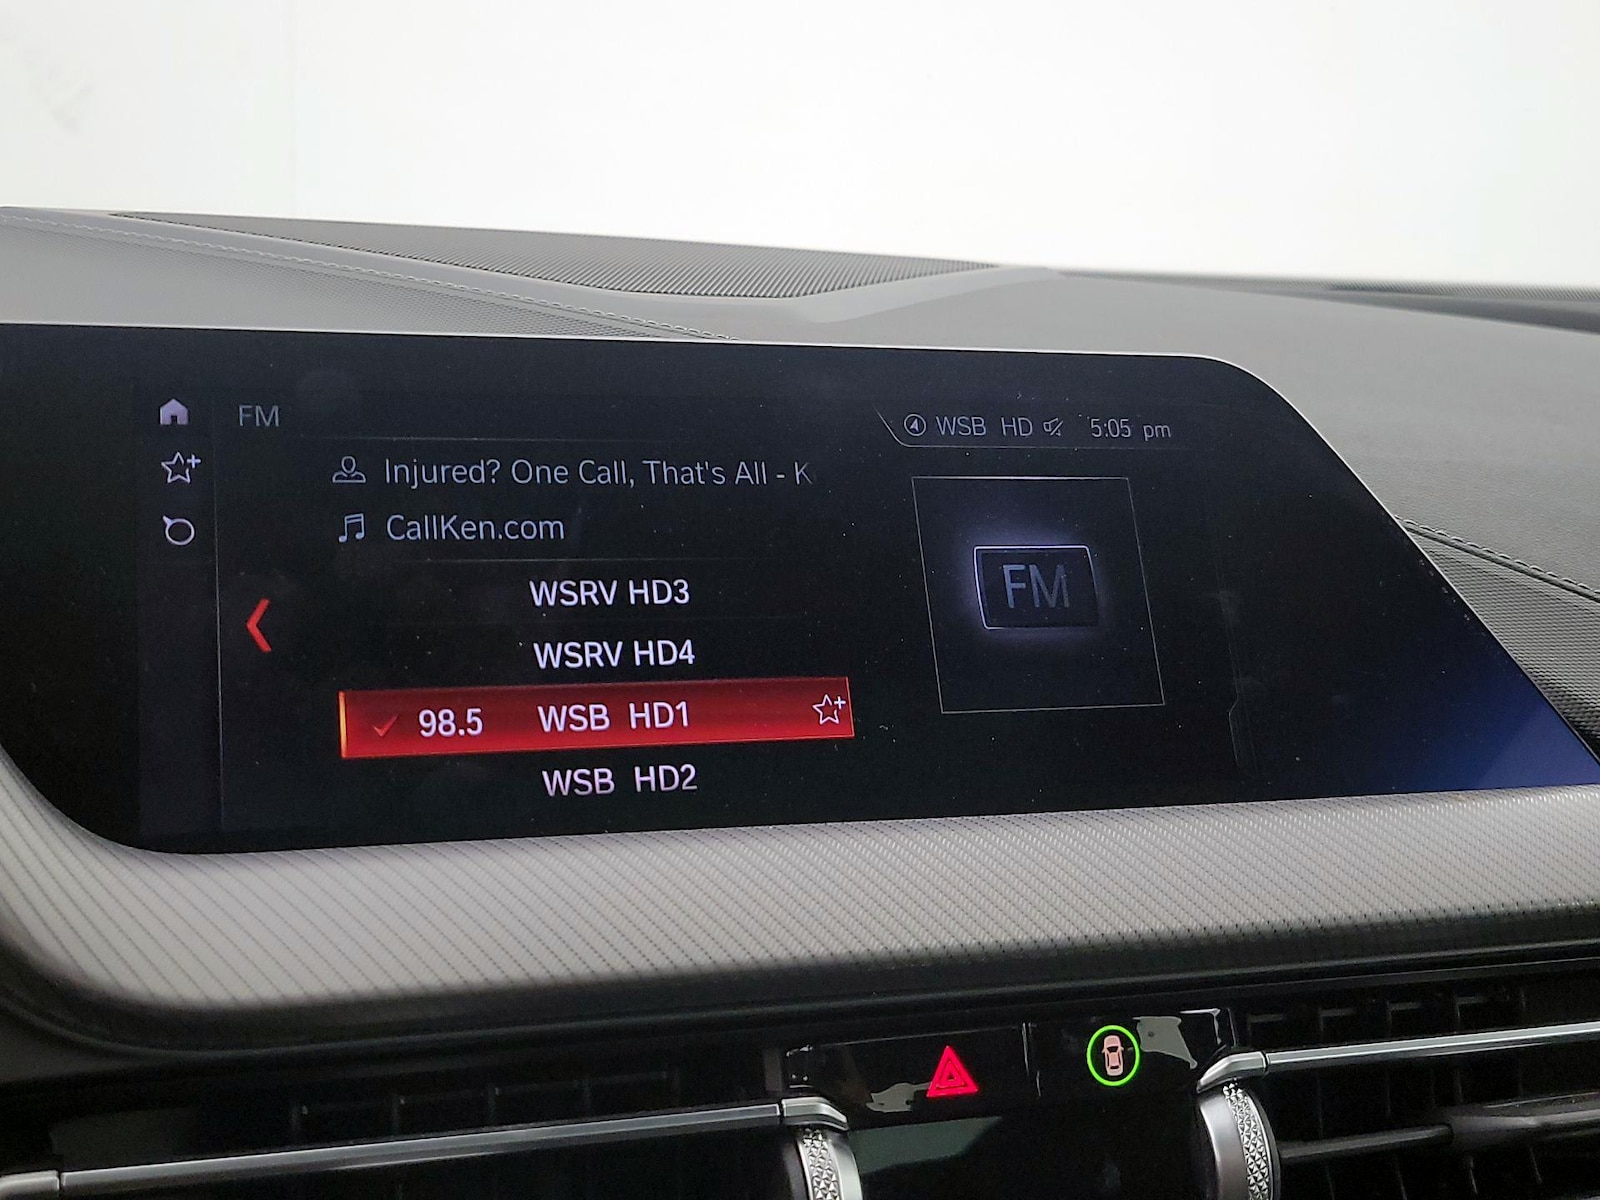 FM
WSB HD 5:05 pm
Injured? One Call, That's All - K
CallKen.com
WSRV HD3
WSRV HD4
98.5 WSB HD1
WSB HD2
FM